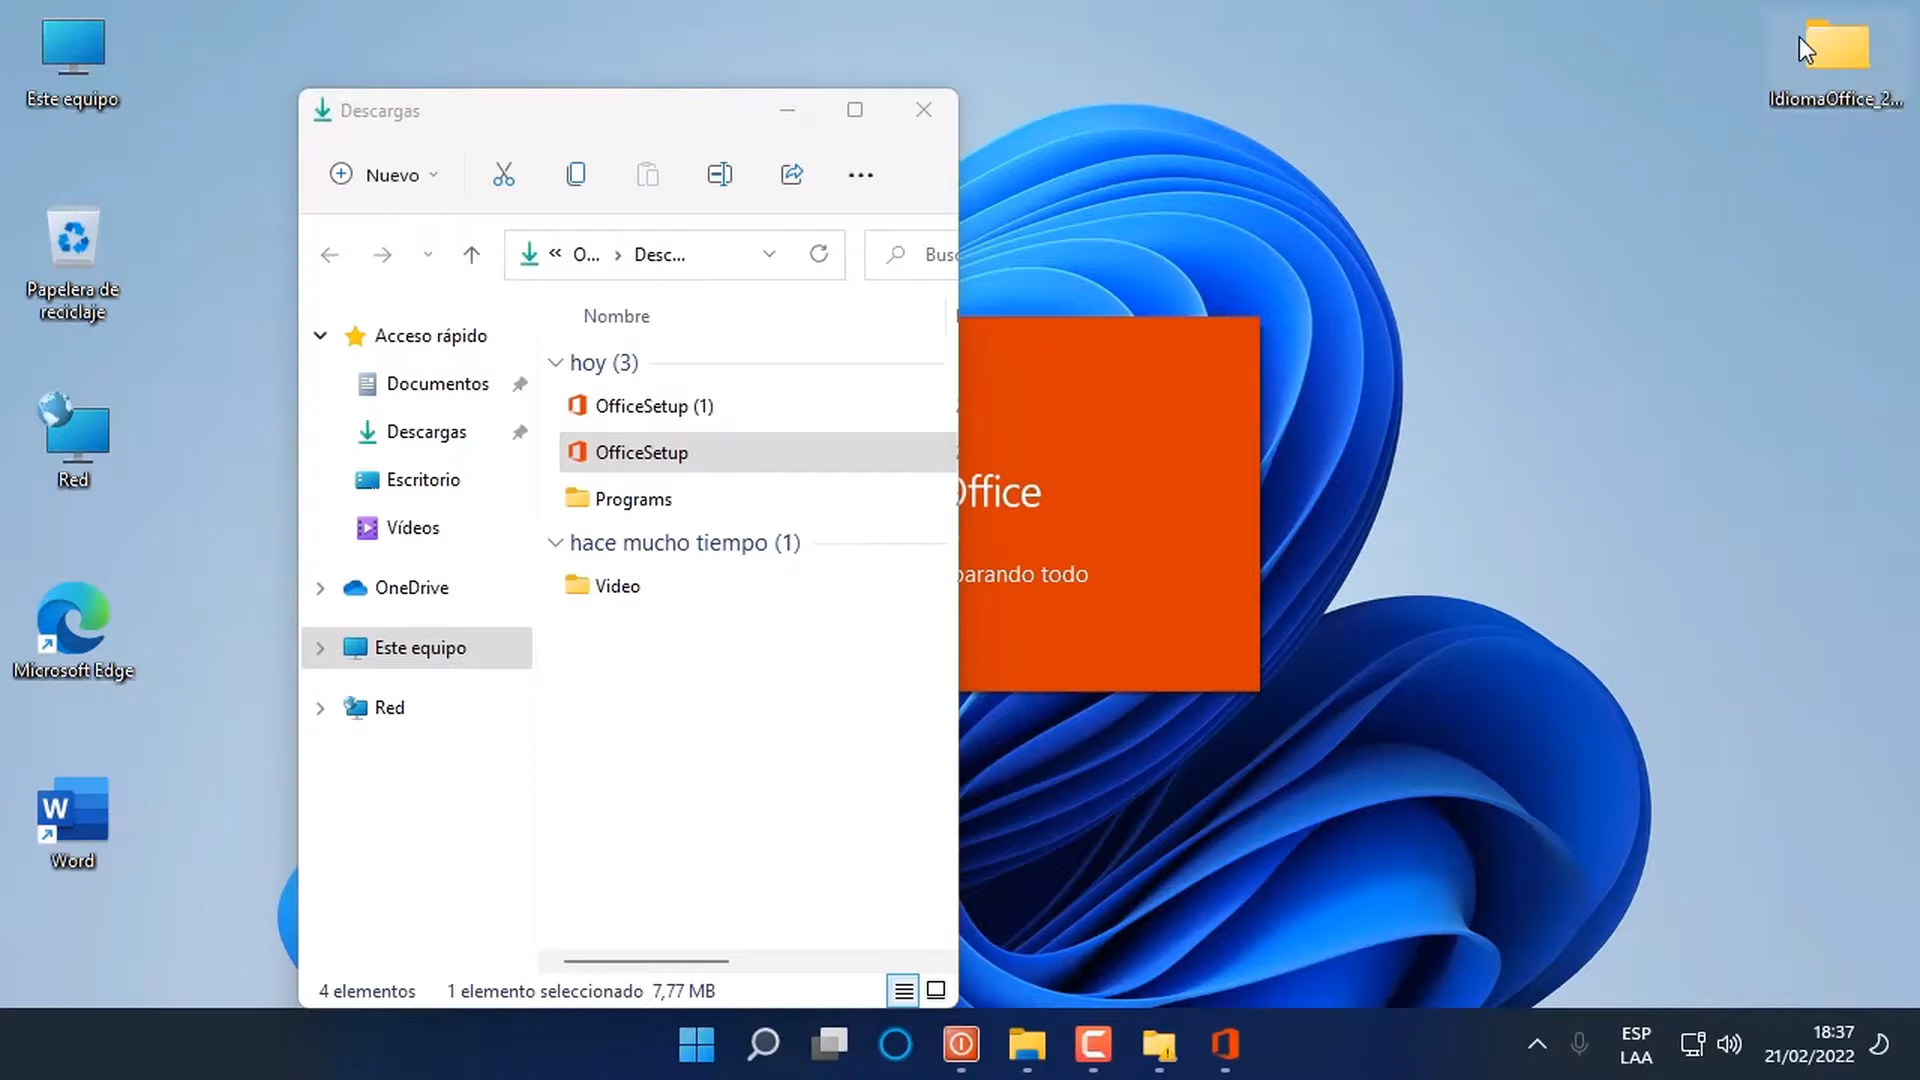 Este equipo
Papelera de
reciclaje
Red
Microsoft Edge
W
Word
IdiomaOffice_2...
Descargas
Nuevo
« O... › Desc...
Nombre
Acceso rápido
Documentos
Descargas
Escritorio
Vídeos
OneDrive
Este equipo
Red
hoy (3)
OfficeSetup (1)
OfficeSetup
Programs
hace mucho tiempo (1)
Video
4 elementos
1 elemento seleccionado 7,77 MB
Office
parando todo
ESP
LAA
18:37
21/02/2022